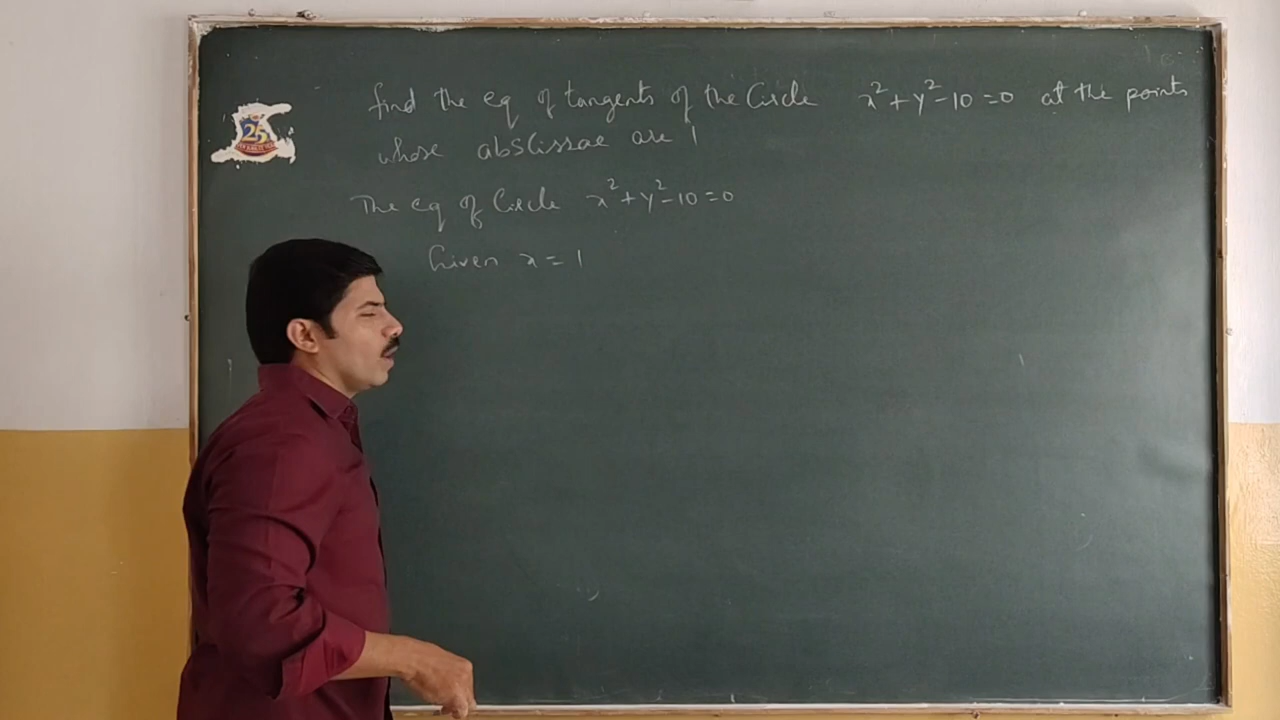 find the eq of tangents of the Circle x²+y²-10=0 at the points
whose abscissae are 1
The eq of Circle x²+y²-10=0
Given x = 1
25